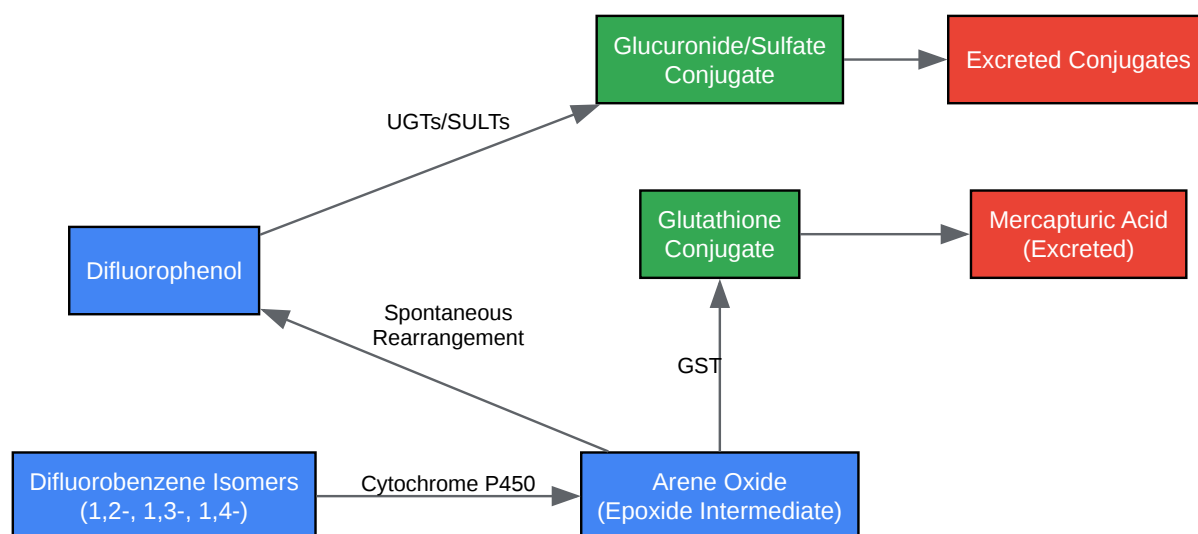 Glucuronide/Sulfate
Conjugate
Excreted Conjugates
UGTs/SULTs
Glutathione
Conjugate
Mercapturic Acid
(Excreted)
Difluorophenol
Spontaneous
Rearrangement
GST
Difluorobenzene Isomers
(1,2-, 1,3-, 1,4-)
Cytochrome P450
Arene Oxide
(Epoxide Intermediate)